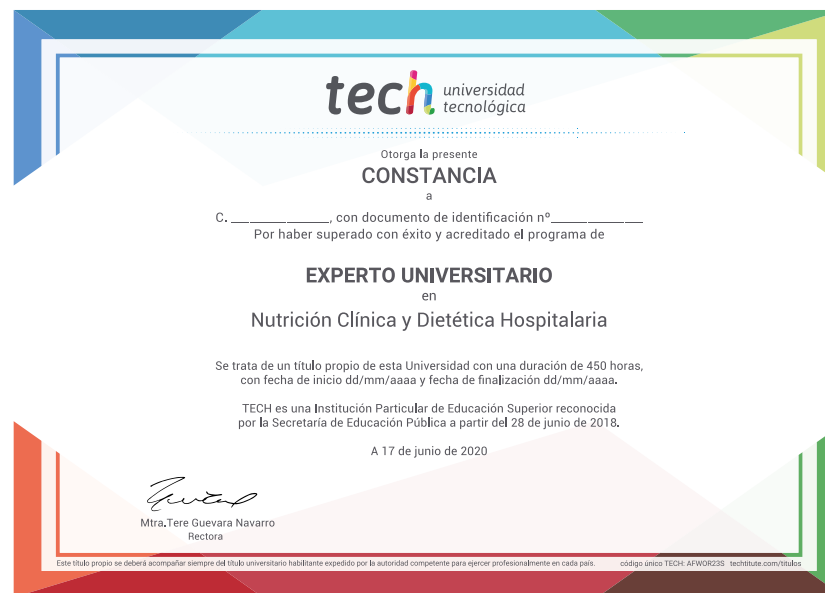 tech universidad
tecnológica
Otorga la presente
CONSTANCIA
a
C. ________________, con documento de identificación nº_______________
Por haber superado con éxito y acreditado el programa de
EXPERTO UNIVERSITARIO
en
Nutrición Clínica y Dietética Hospitalaria
Se trata de un título propio de esta Universidad con una duración de 450 horas,
con fecha de inicio dd/mm/aaaa y fecha de finalización dd/mm/aaaa.
TECH es una Institución Particular de Educación Superior reconocida
por la Secretaría de Educación Pública a partir del 28 de junio de 2018.
A 17 de junio de 2020
Mtra.Tere Guevara Navarro
Rectora
Este título propio se deberá acompañar siempre del título universitario habilitante expedido por la autoridad competente para ejercer profesionalmente en cada país. código único TECH: AFWOR23S techtitute.com/titulos